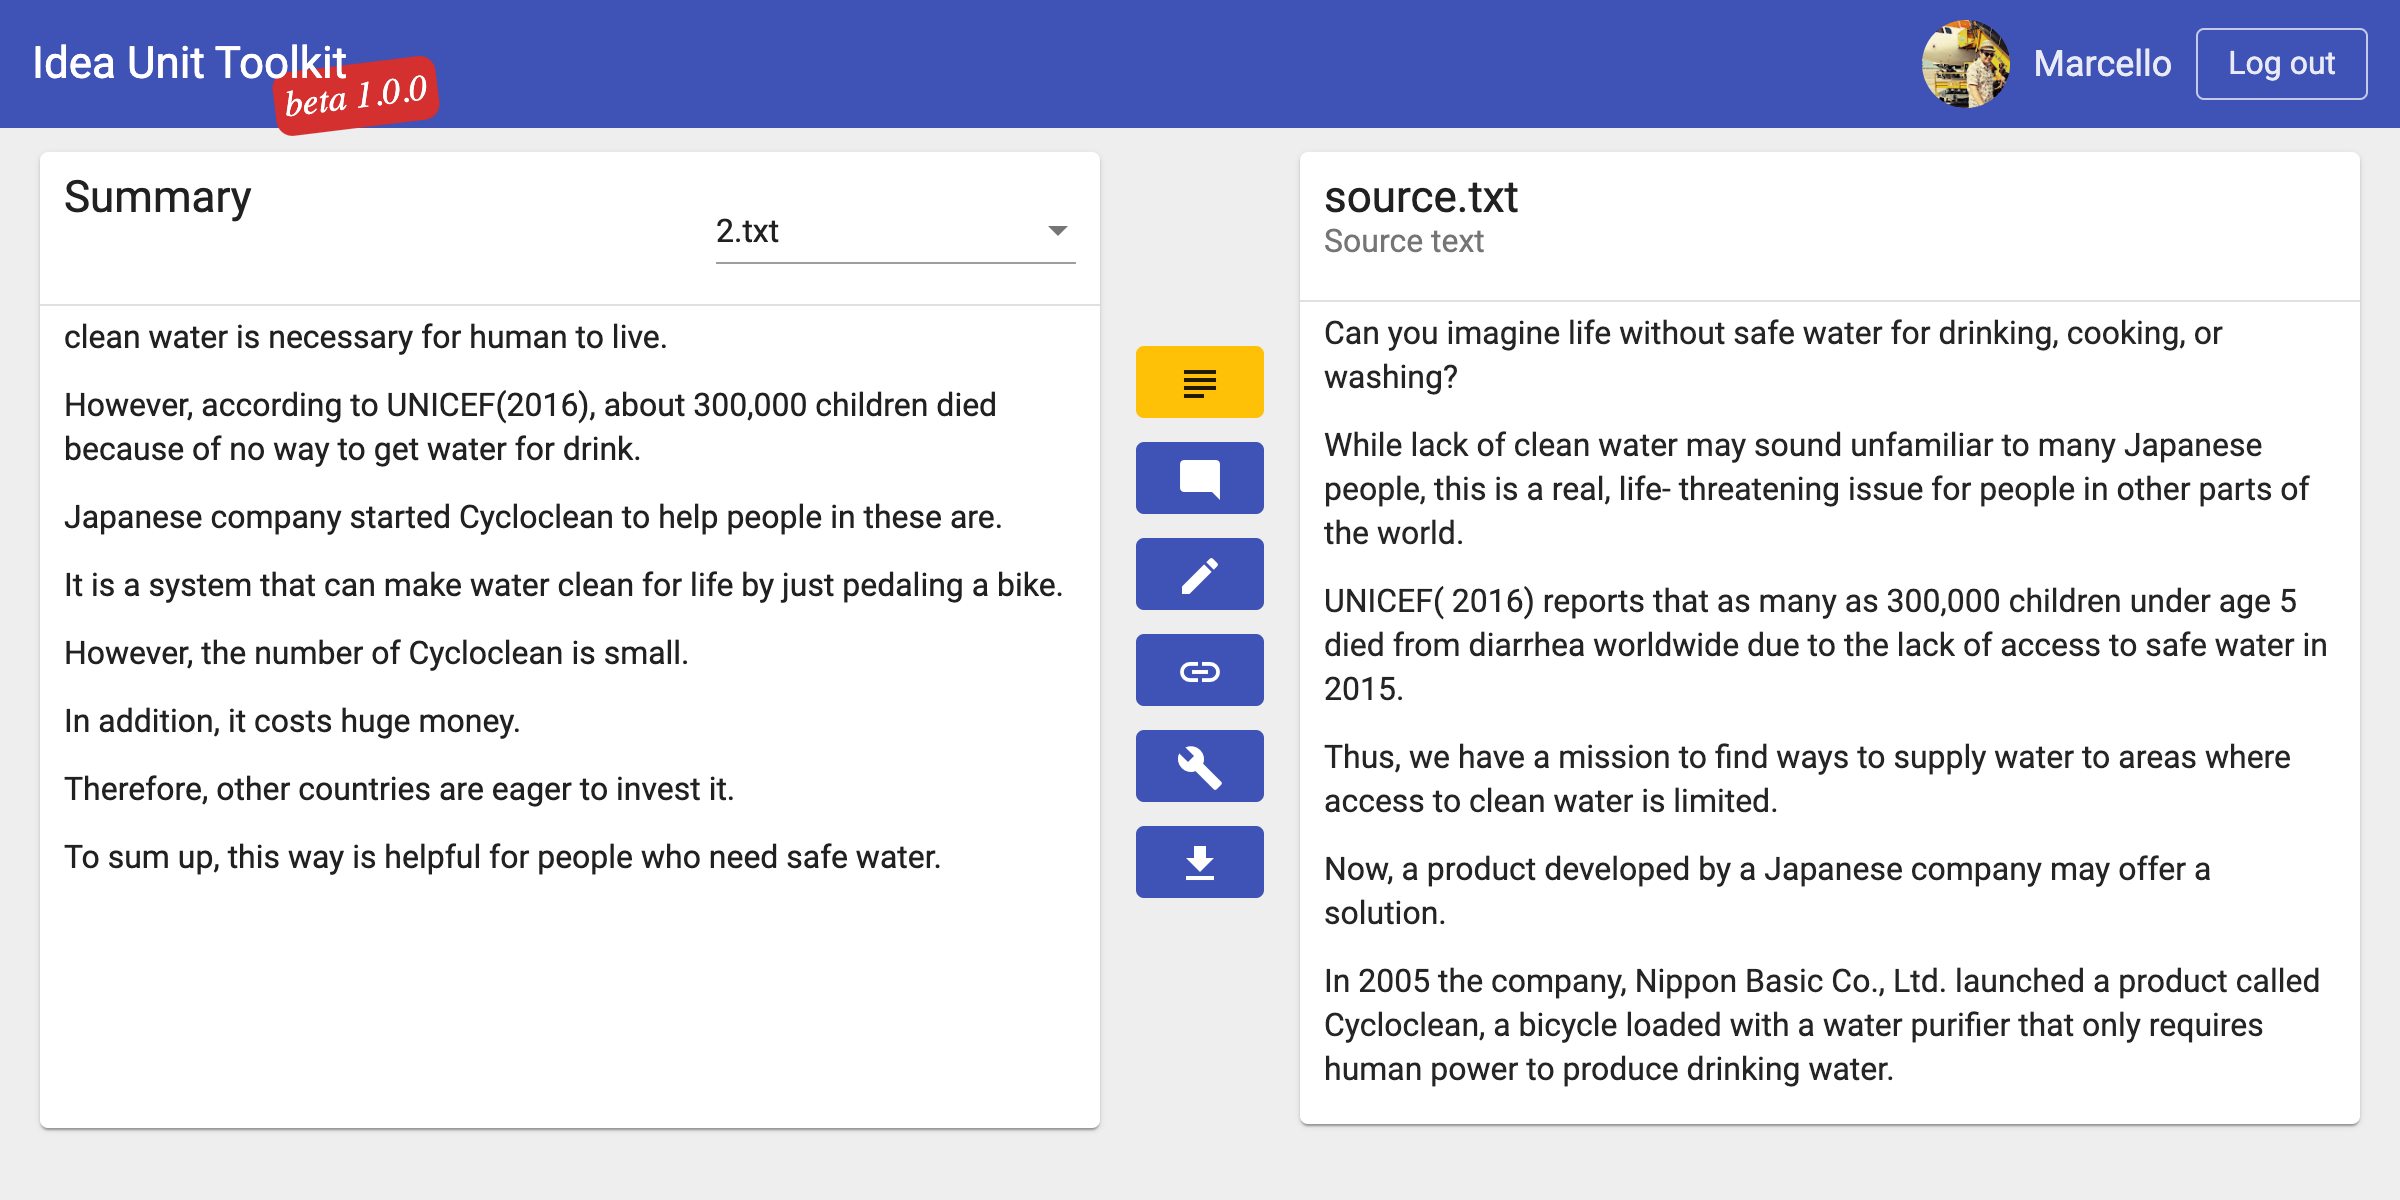 Idea Unit Toolkit
beta 1.0.0
Marcello
Log out
Summary
2.txt
clean water is necessary for human to live.
However, according to UNICEF(2016), about 300,000 children died
because of no way to get water for drink.
Japanese company started Cycloclean to help people in these are.
It is a system that can make water clean for life by just pedaling a bike.
However, the number of Cycloclean is small.
In addition, it costs huge money.
Therefore, other countries are eager to invest it.
To sum up, this way is helpful for people who need safe water.
source.txt
Source text
Can you imagine life without safe water for drinking, cooking, or
washing?
While lack of clean water may sound unfamiliar to many Japanese
people, this is a real, life- threatening issue for people in other parts of
the world.
UNICEF( 2016) reports that as many as 300,000 children under age 5
died from diarrhea worldwide due to the lack of access to safe water in
2015.
Thus, we have a mission to find ways to supply water to areas where
access to clean water is limited.
Now, a product developed by a Japanese company may offer a
solution.
In 2005 the company, Nippon Basic Co., Ltd. launched a product called
Cycloclean, a bicycle loaded with a water purifier that only requires
human power to produce drinking water.